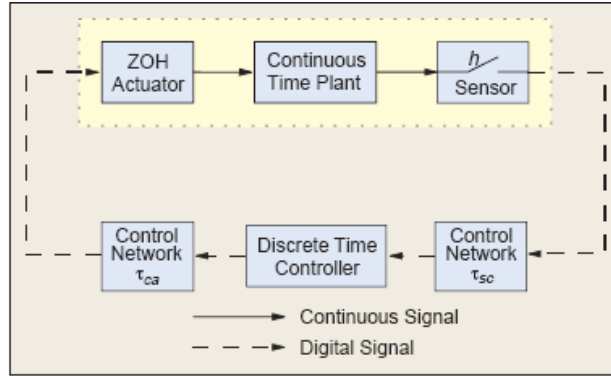 ZOH
Actuator
Continuous
Time Plant
h
Sensor
Control
Network
τca
Discrete Time
Controller
Control
Network
τsc
Continuous Signal
Digital Signal